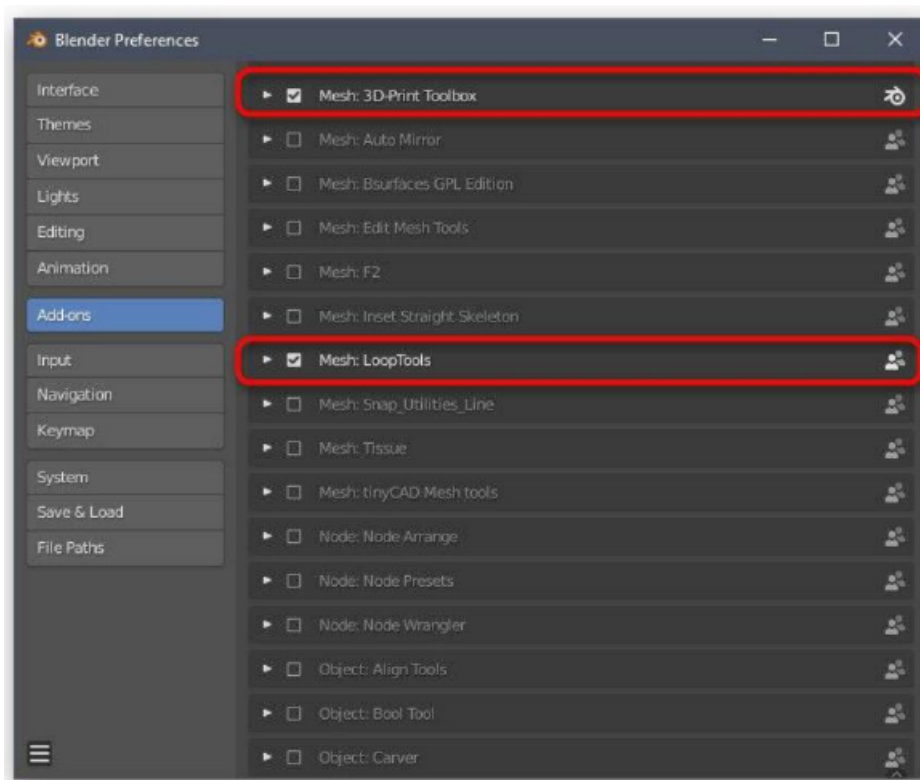 Blender Preferences
Interface
Themes
Viewport
Lights
Editing
Animation
Add-ons
Input
Navigation
Keymap
System
Save & Load
File Paths
Mesh: 3D-Print Toolbox
Mesh: Auto Mirror
Mesh: Bsurfaces GPL Edition
Mesh: Edit Mesh Tools
Mesh: F2
Mesh: Inset Straight Skeleton
Mesh: LoopTools
Mesh: Snap_Utilities_Line
Mesh: Tissue
Mesh: tinyCAD Mesh tools
Node: Node Arrange
Node: Node Presets
Node: Node Wrangler
Object: Align Tools
Object: Bool Tool
Object: Carver